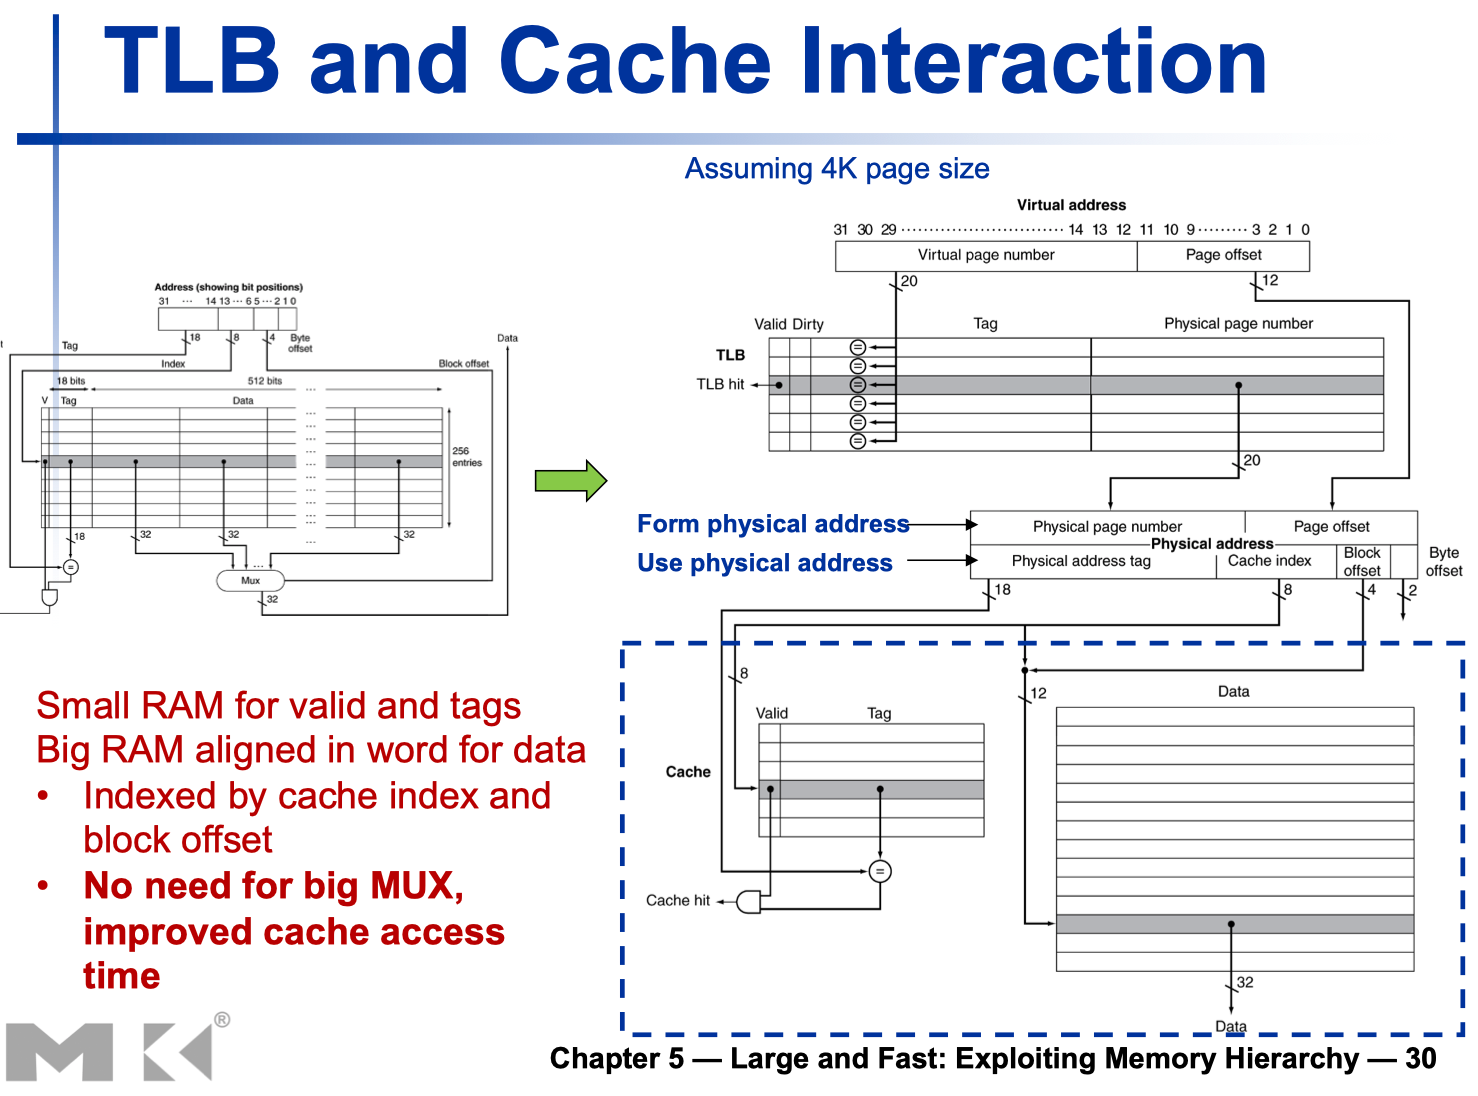 TLB and Cache Interaction
Assuming 4K page size
Address (showing bit positions)
31 ... 14 13 ... 6 5 ... 2 1 0
18 8 4 Byte offset
t
Tag
Index
Data
Block offset
18 bits 512 bits ...
V Tag Data ...
256 entries
18 32 32 32
=
...
Mux
32
Virtual address
31 30 29 ............................ 14 13 12 11 10 9 ......... 3 2 1 0
Virtual page number Page offset
20 12
Valid Dirty Tag Physical page number
TLB
TLB hit
= = = = = =
20
Form physical address
Physical page number Page offset
Physical address
Use physical address
Physical address tag Cache index Block offset Byte offset
18 8 4 2
8
12
Valid Tag
Data
Cache
=
Cache hit
32
Data
Small RAM for valid and tags
Big RAM aligned in word for data
• Indexed by cache index and
block offset
• No need for big MUX,
improved cache access
time
MK®
Chapter 5 — Large and Fast: Exploiting Memory Hierarchy — 30